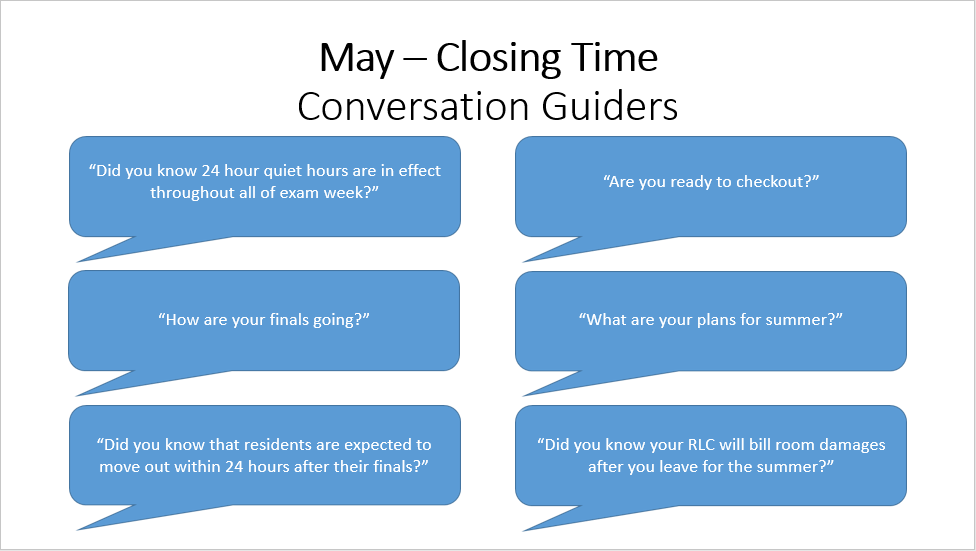 May – Closing Time
Conversation Guiders
“Did you know 24 hour quiet hours are in effect
throughout all of exam week?”
“Are you ready to checkout?”
“How are your finals going?”
“What are your plans for summer?”
“Did you know that residents are expected to
move out within 24 hours after their finals?”
“Did you know your RLC will bill room damages
after you leave for the summer?”